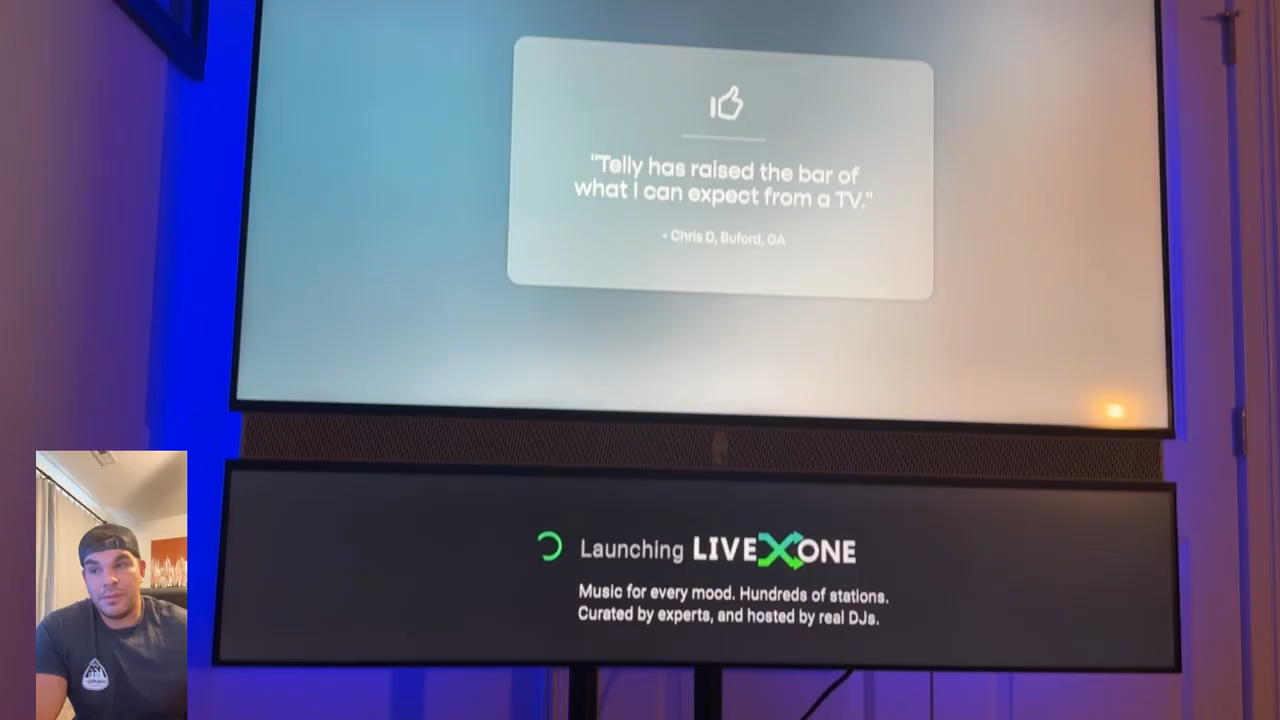 "Telly has raised the bar of
what I can expect from a TV."
- Chris D, Buford, GA
Launching LIVEXONE
Music for every mood. Hundreds of stations.
Curated by experts, and hosted by real DJs.